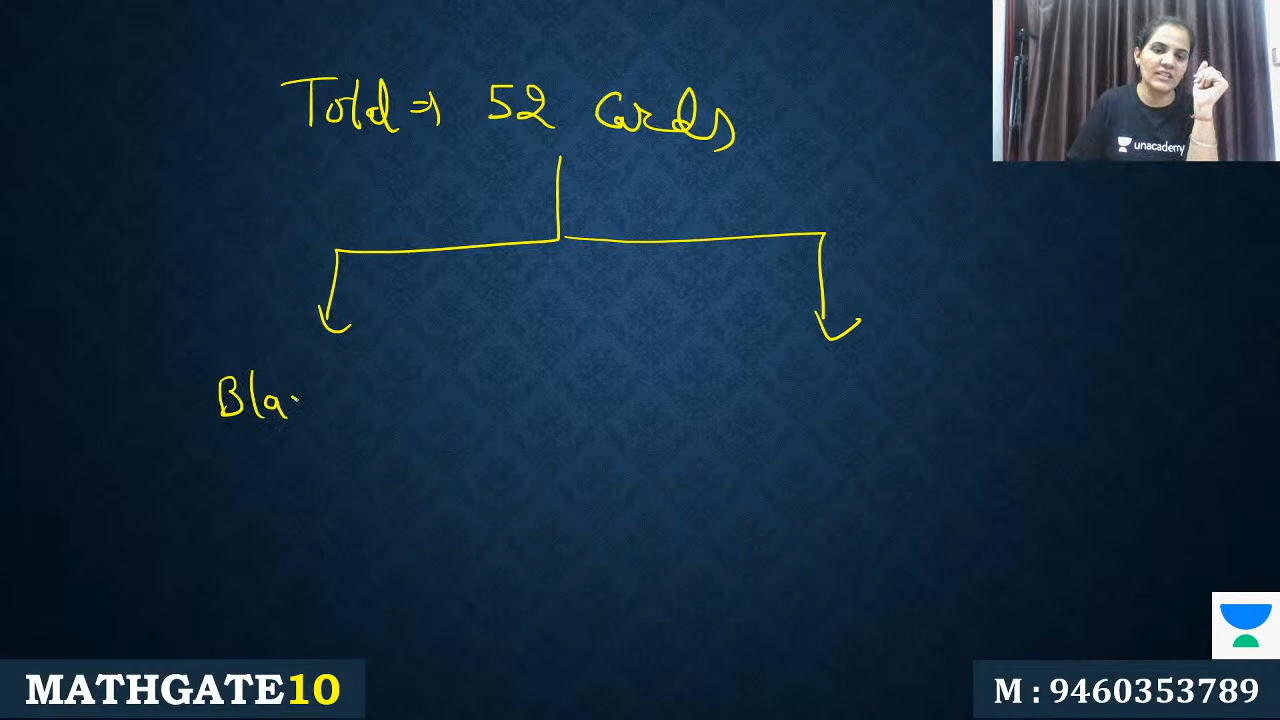 Total ⇒ 52 Cards
unacademy
Bla
MATHGATE10
M : 9460353789